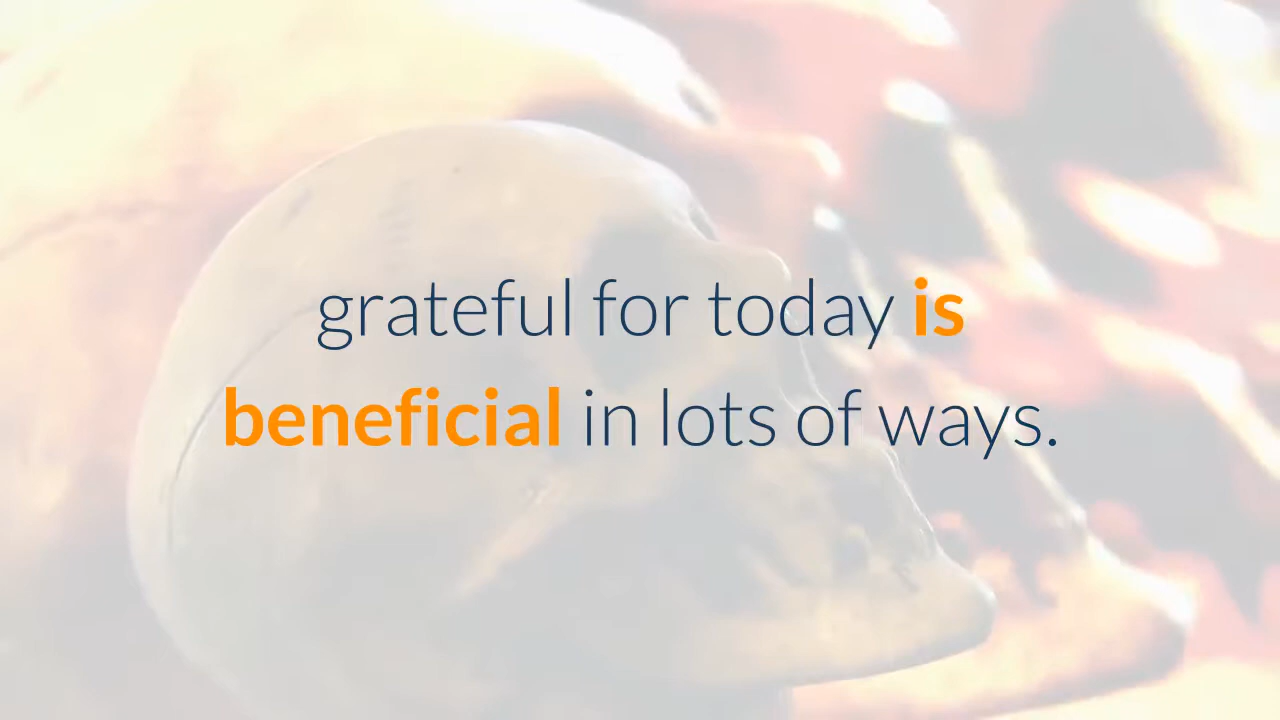 grateful for today is
beneficial in lots of ways.